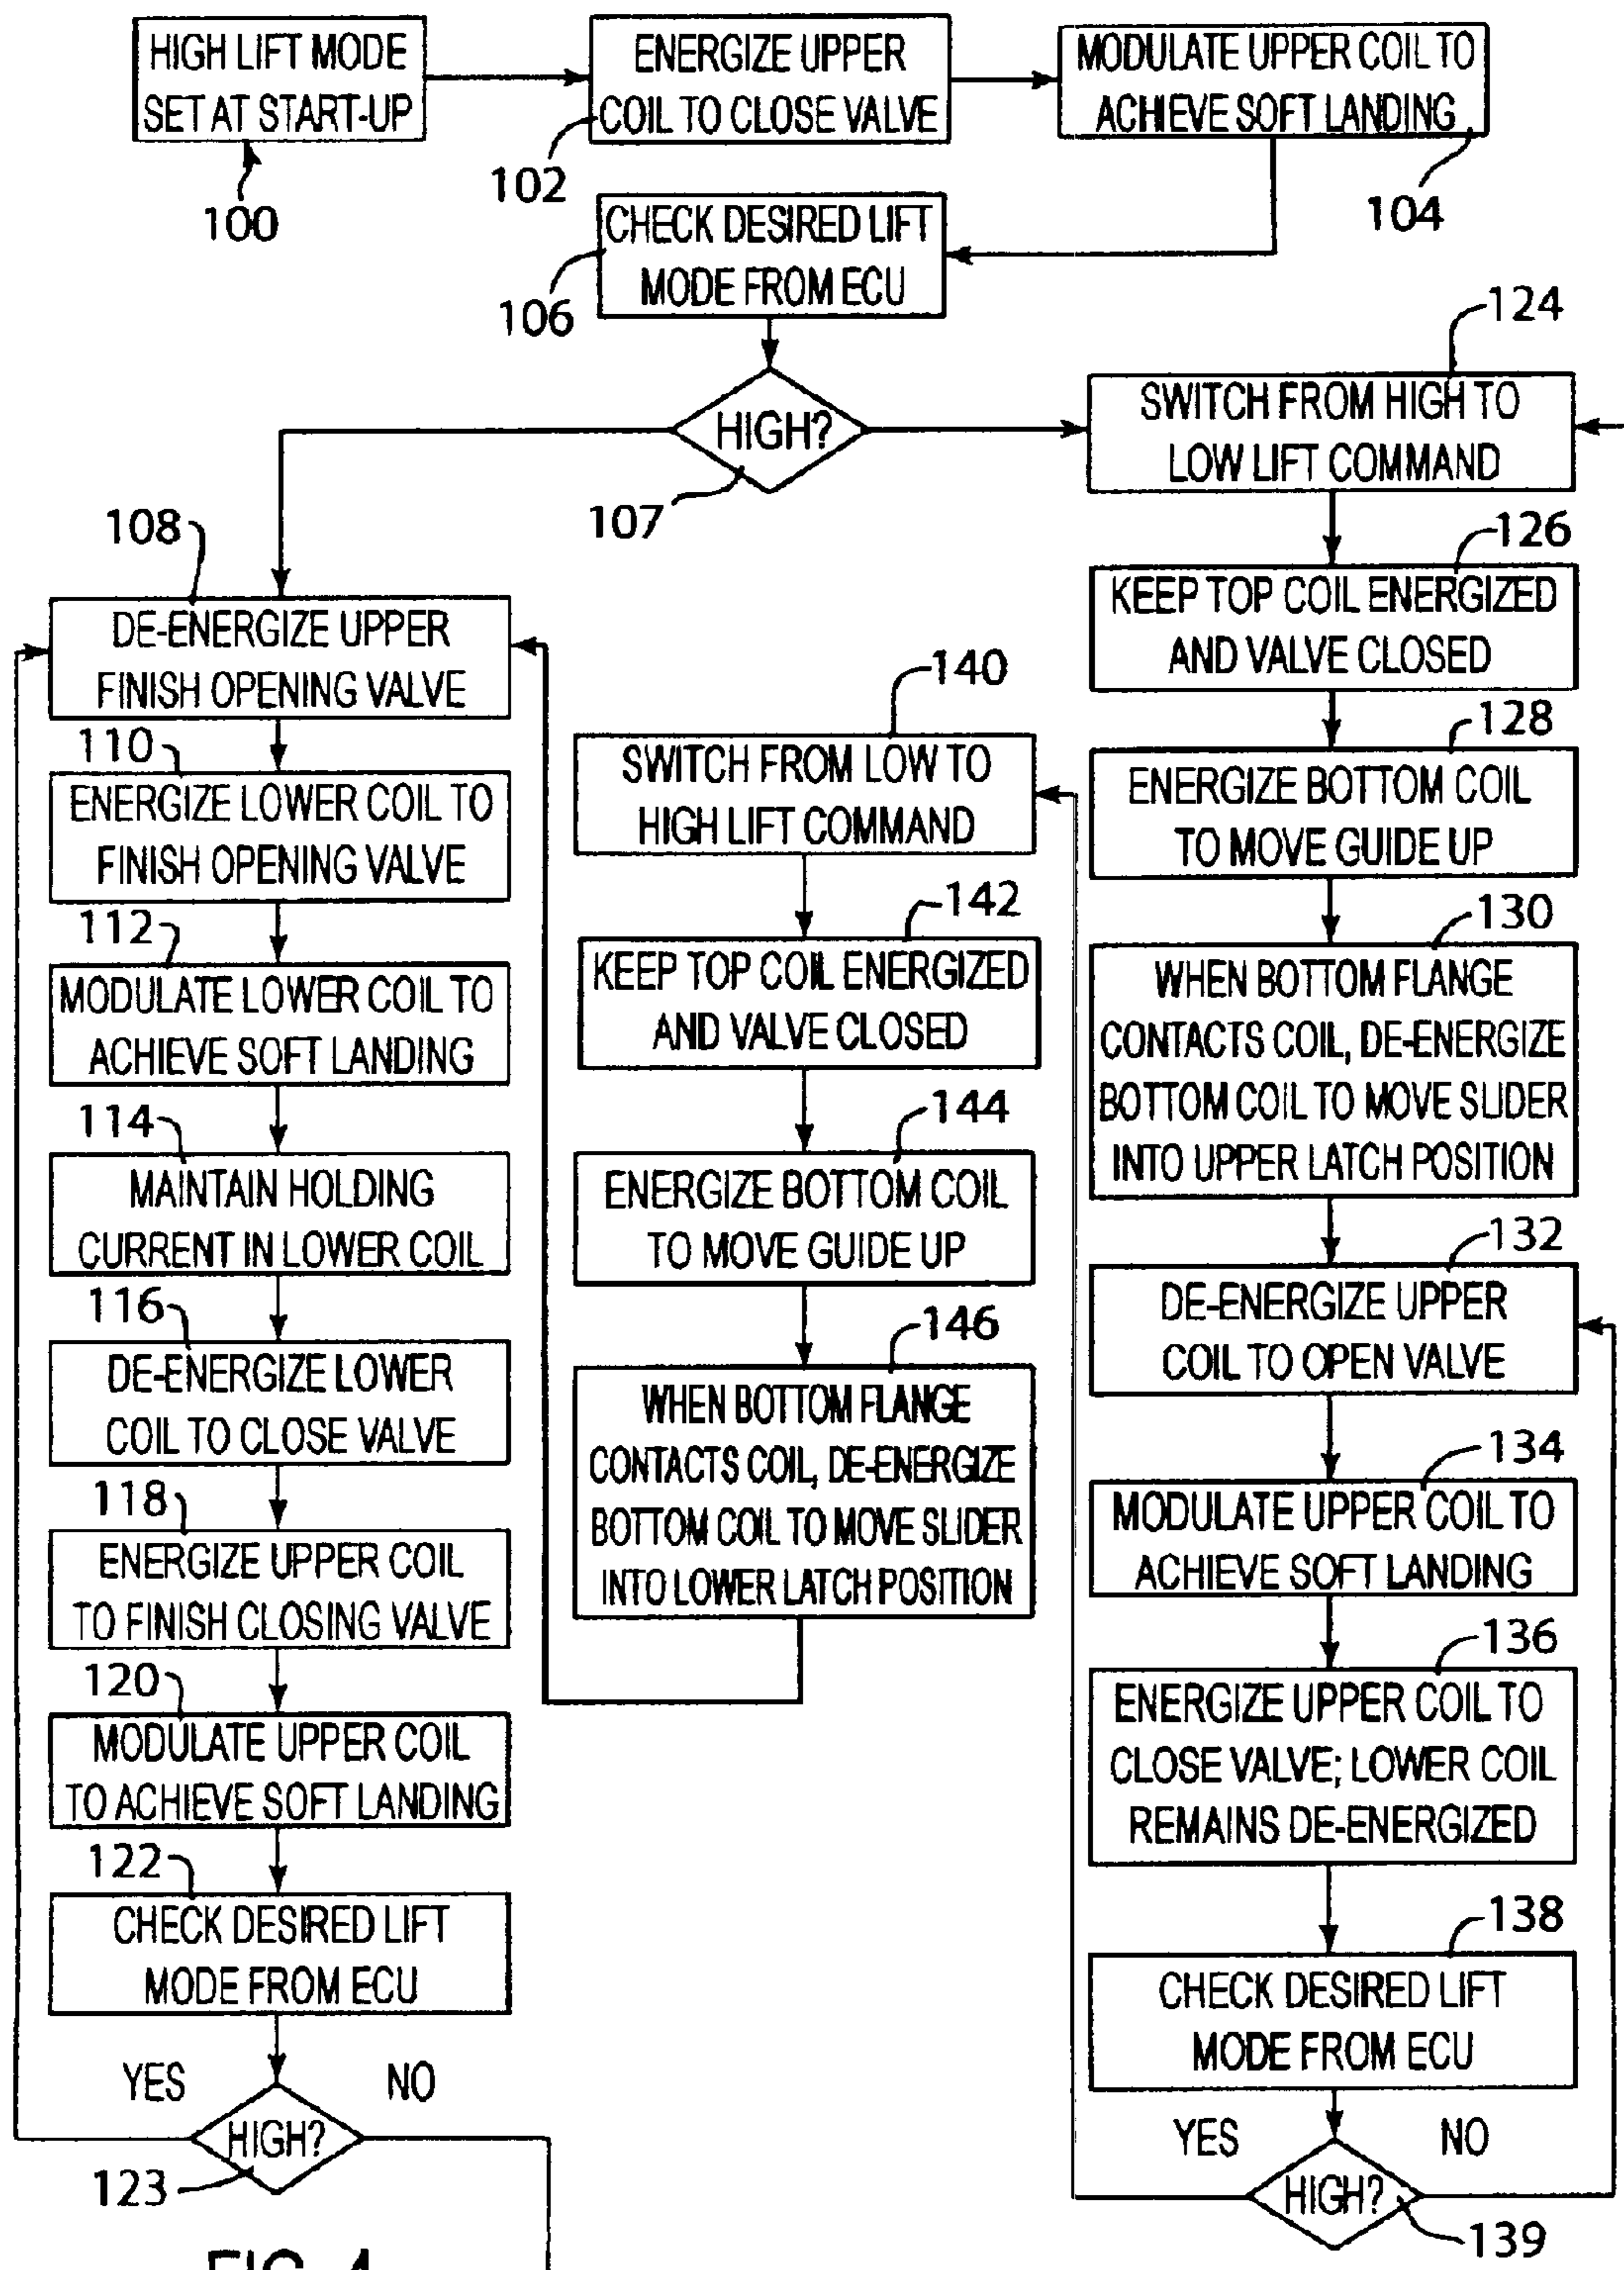 HIGH LIFT MODE
SET AT START-UP
100
ENERGIZE UPPER
COIL TO CLOSE VALVE
102
MODULATE UPPER COIL TO
ACHIEVE SOFT LANDING
104
CHECK DESIRED LIFT
MODE FROM ECU
106
HIGH?
107
108
DE-ENERGIZE UPPER
FINISH OPENING VALVE
110
ENERGIZE LOWER COIL TO
FINISH OPENING VALVE
112
MODULATE LOWER COIL TO
ACHIEVE SOFT LANDING
114
MAINTAIN HOLDING
CURRENT IN LOWER COIL
116
DE-ENERGIZE LOWER
COIL TO CLOSE VALVE
118
ENERGIZE UPPER COIL
TO FINISH CLOSING VALVE
120
MODULATE UPPER COIL
TO ACHIEVE SOFT LANDING
122
CHECK DESIRED LIFT
MODE FROM ECU
YES
NO
HIGH?
123
140
SWITCH FROM LOW TO
HIGH LIFT COMMAND
142
KEEP TOP COIL ENERGIZED
AND VALVE CLOSED
144
ENERGIZE BOTTOM COIL
TO MOVE GUIDE UP
146
WHEN BOTTOM FLANGE
CONTACTS COIL, DE-ENERGIZE
BOTTOM COIL TO MOVE SLIDER
INTO LOWER LATCH POSITION
124
SWITCH FROM HIGH TO
LOW LIFT COMMAND
126
KEEP TOP COIL ENERGIZED
AND VALVE CLOSED
128
ENERGIZE BOTTOM COIL
TO MOVE GUIDE UP
130
WHEN BOTTOM FLANGE
CONTACTS COIL, DE-ENERGIZE
BOTTOM COIL TO MOVE SLIDER
INTO UPPER LATCH POSITION
132
DE-ENERGIZE UPPER
COIL TO OPEN VALVE
134
MODULATE UPPER COIL TO
ACHIEVE SOFT LANDING
136
ENERGIZE UPPER COIL TO
CLOSE VALVE; LOWER COIL
REMAINS DE-ENERGIZED
138
CHECK DESIRED LIFT
MODE FROM ECU
YES
NO
HIGH?
139